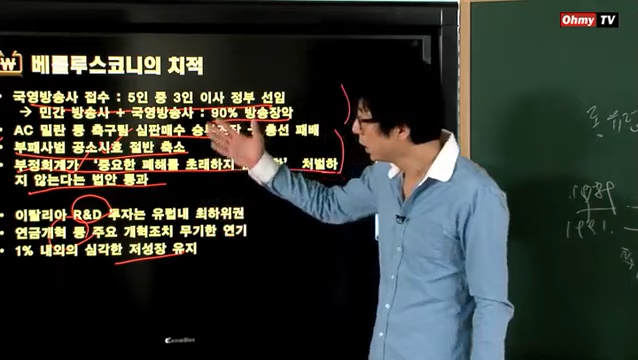 Ohmy TV
베를루스코니의 치적
• 국영방송사 접수 : 5인 중 3인 이사 정부 선임
→ 민간 방송사 + 국영방송사 : 90% 방송장악
• AC 밀란 등 축구팀 심판매수 총선 패배
• 부패사범 공소시효 절반 축소
• 부정회계가 "중요한 폐해를 초래하지 처벌하
지 않는다는 법안 통과
• 이탈리아 R&D 투자는 유럽내 최하위권
• 연금개혁 등 주요 개혁조치 무기한 연기
• 1% 내외의 심각한 저성장 유지